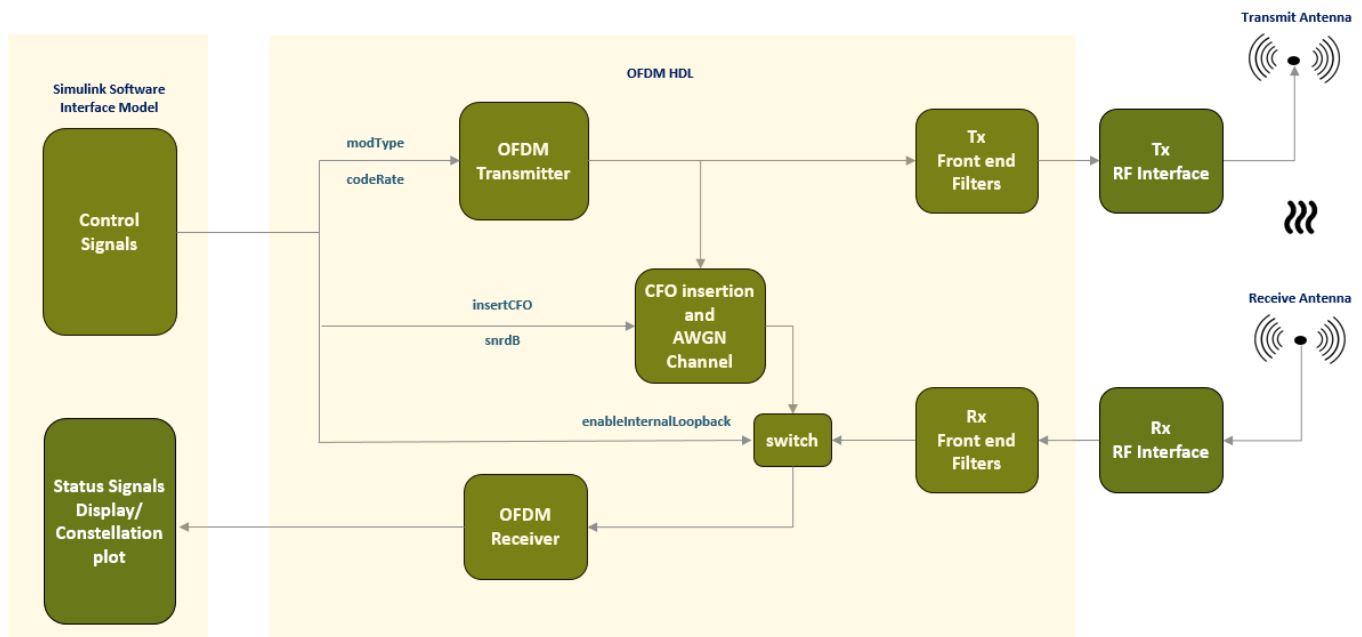 Transmit Antenna
OFDM HDL
Simulink Software
Interface Model
Control
Signals
modType
codeRate
OFDM
Transmitter
Tx
Front end
Filters
Tx
RF Interface
insertCFO
snrdB
CFO insertion
and
AWGN
Channel
Receive Antenna
enableInternalLoopback
switch
Rx
Front end
Filters
Rx
RF Interface
Status Signals
Display/
Constellation
plot
OFDM
Receiver